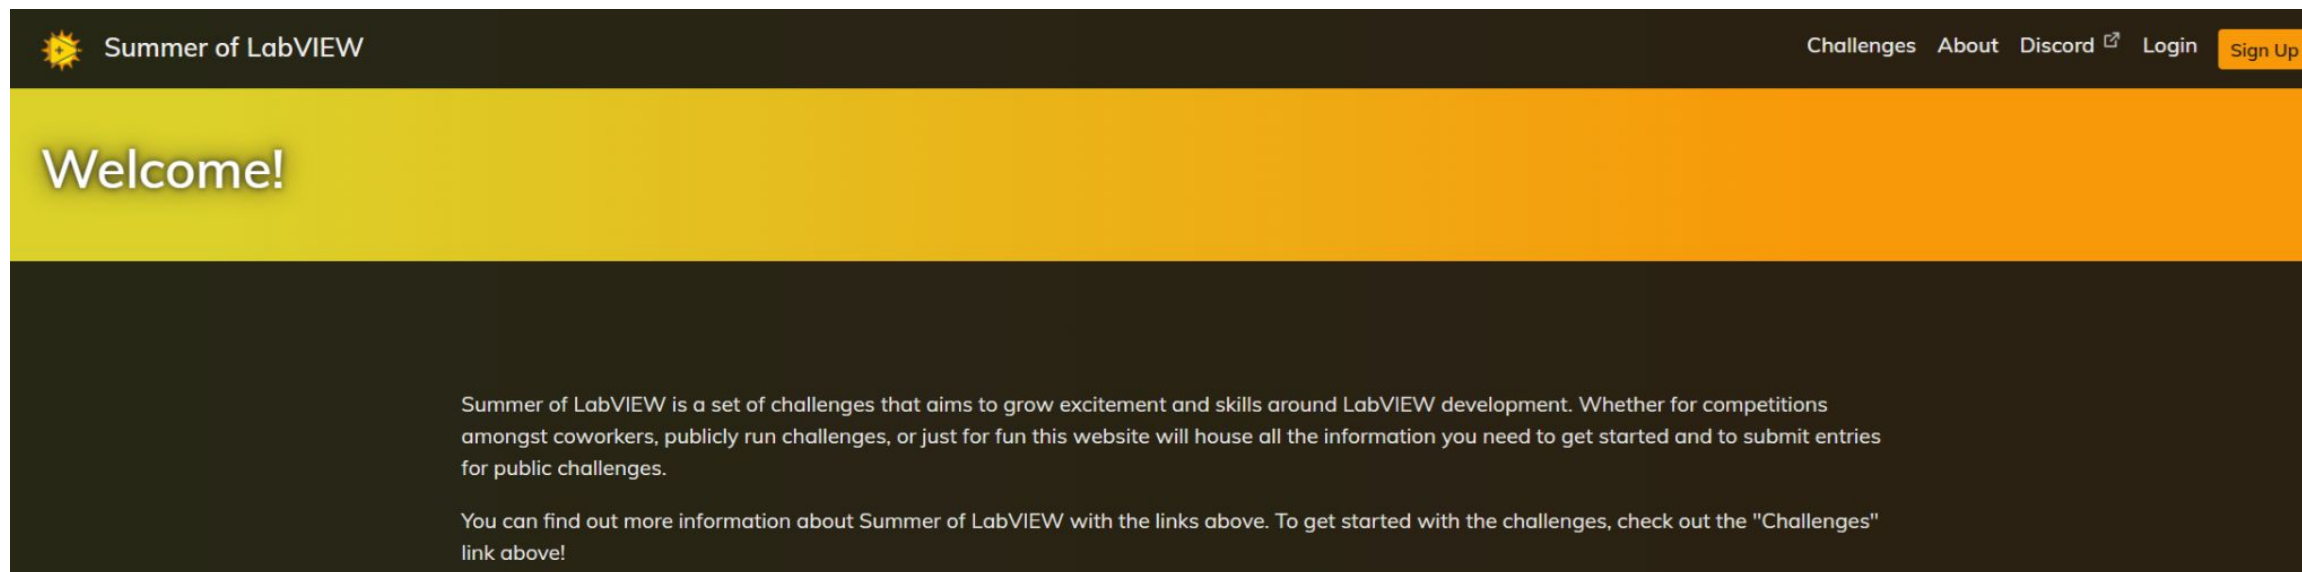 Summer of LabVIEW
Challenges About Discord Login Sign Up
Welcome!
Summer of LabVIEW is a set of challenges that aims to grow excitement and skills around LabVIEW development. Whether for competitions
amongst coworkers, publicly run challenges, or just for fun this website will house all the information you need to get started and to submit entries
for public challenges.
You can find out more information about Summer of LabVIEW with the links above. To get started with the challenges, check out the "Challenges"
link above!